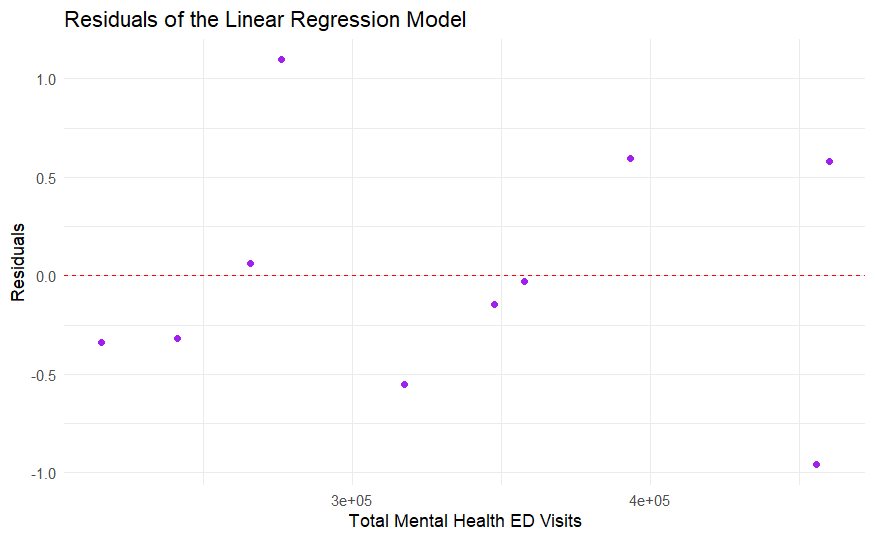 Residuals of the Linear Regression Model
1.0
0.5
0.0
-0.5
-1.0
Residuals
3e+05 4e+05
Total Mental Health ED Visits